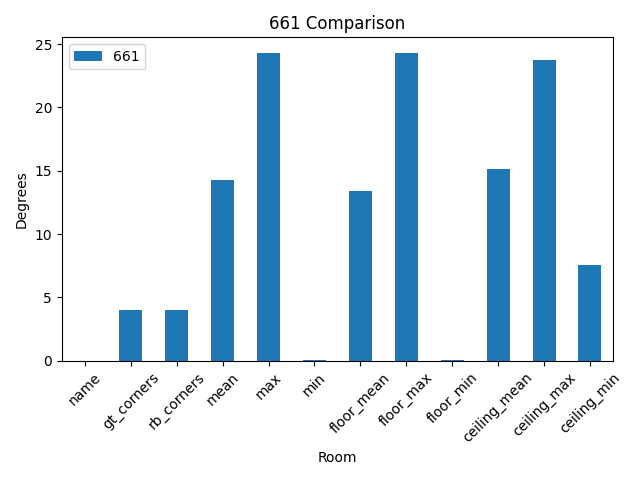 661 Comparison
661
Degrees
25
20
15
10
5
0
name
gt_corners
rb_corners
mean
max
min
floor_mean
floor_max
floor_min
ceiling_mean
ceiling_max
ceiling_min
Room